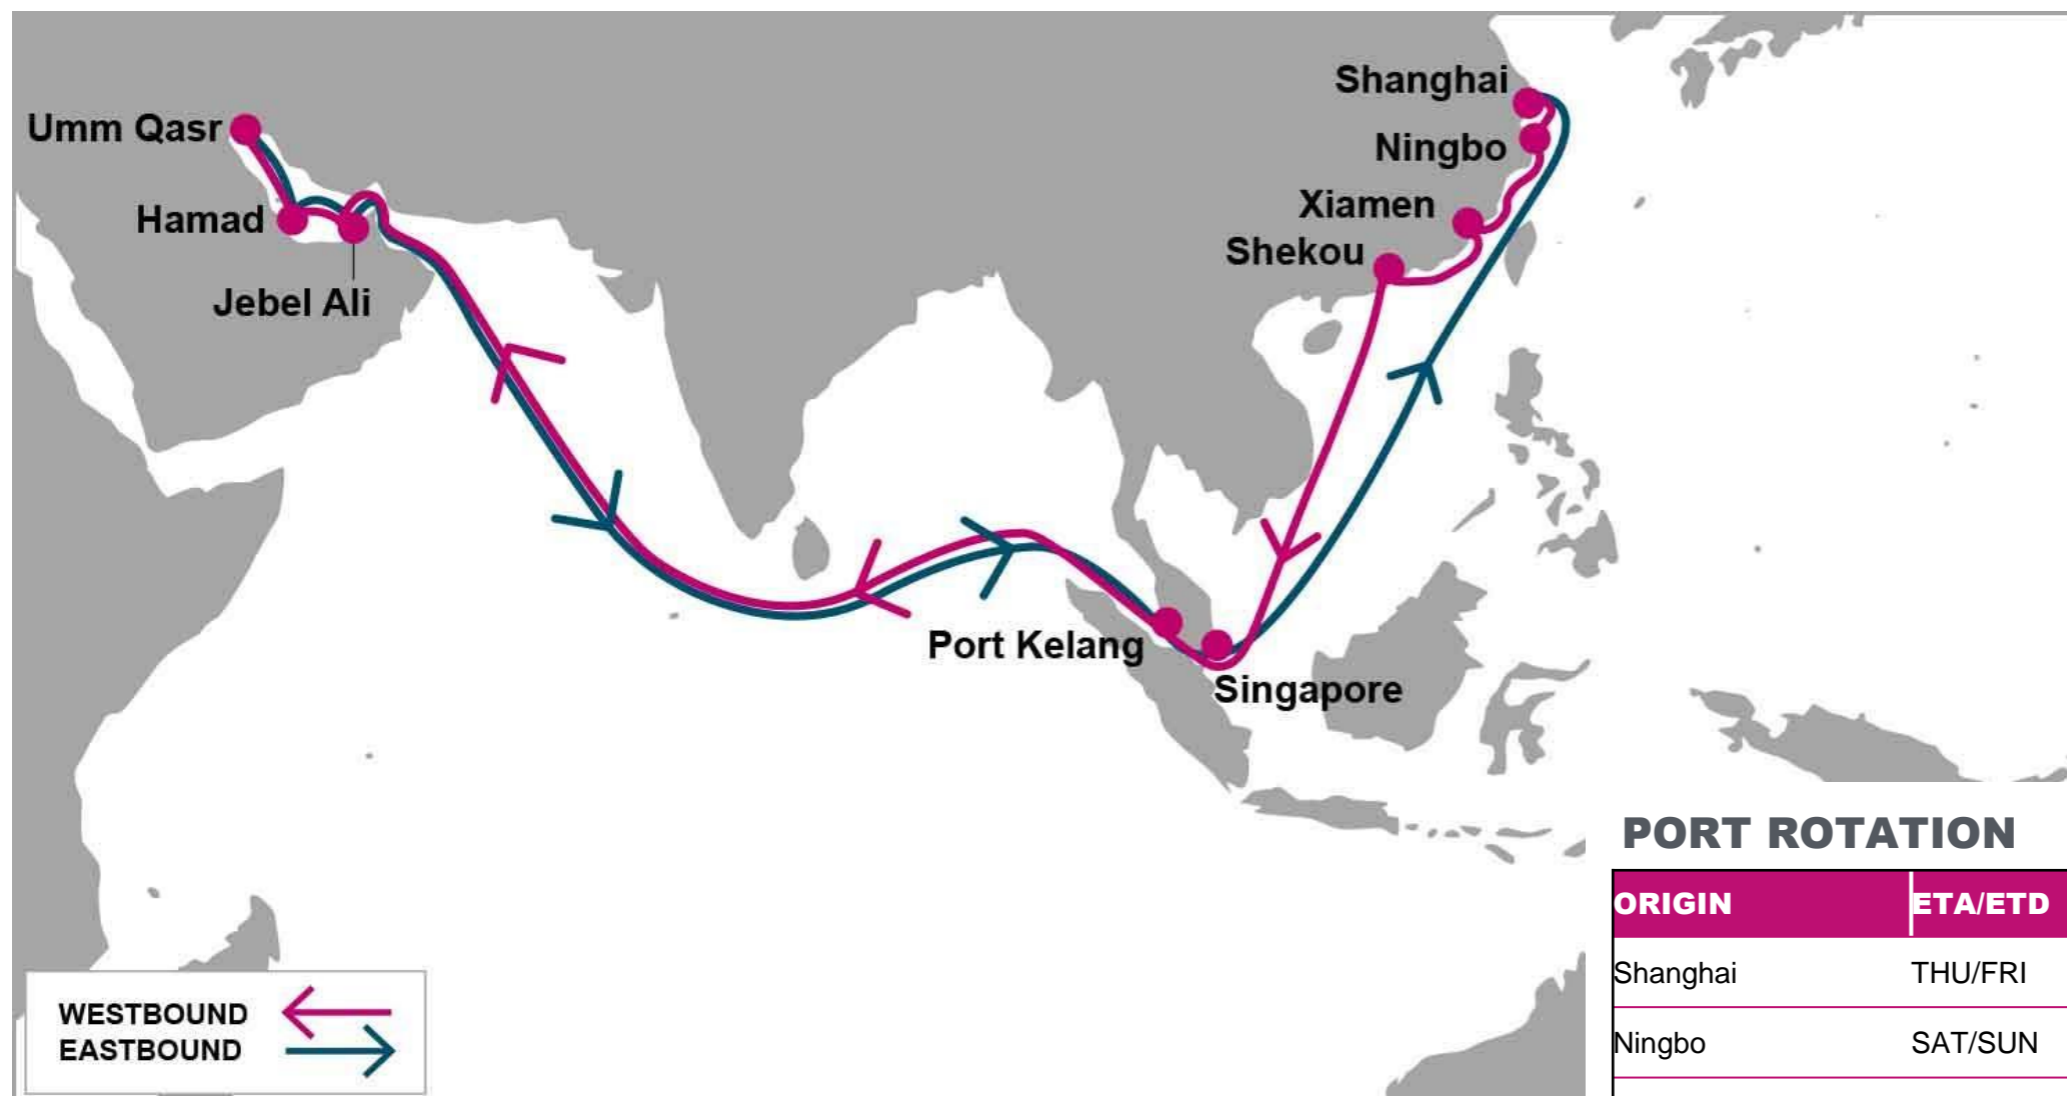 Shanghai
Umm Qasr
Ningbo
Xiamen
Hamad
Shekou
Jebel Ali
Port Kelang
Singapore
PORT ROTATION
ORIGIN ETA/ETD
Shanghai THU/FRI
Ningbo SAT/SUN
WESTBOUND
EASTBOUND